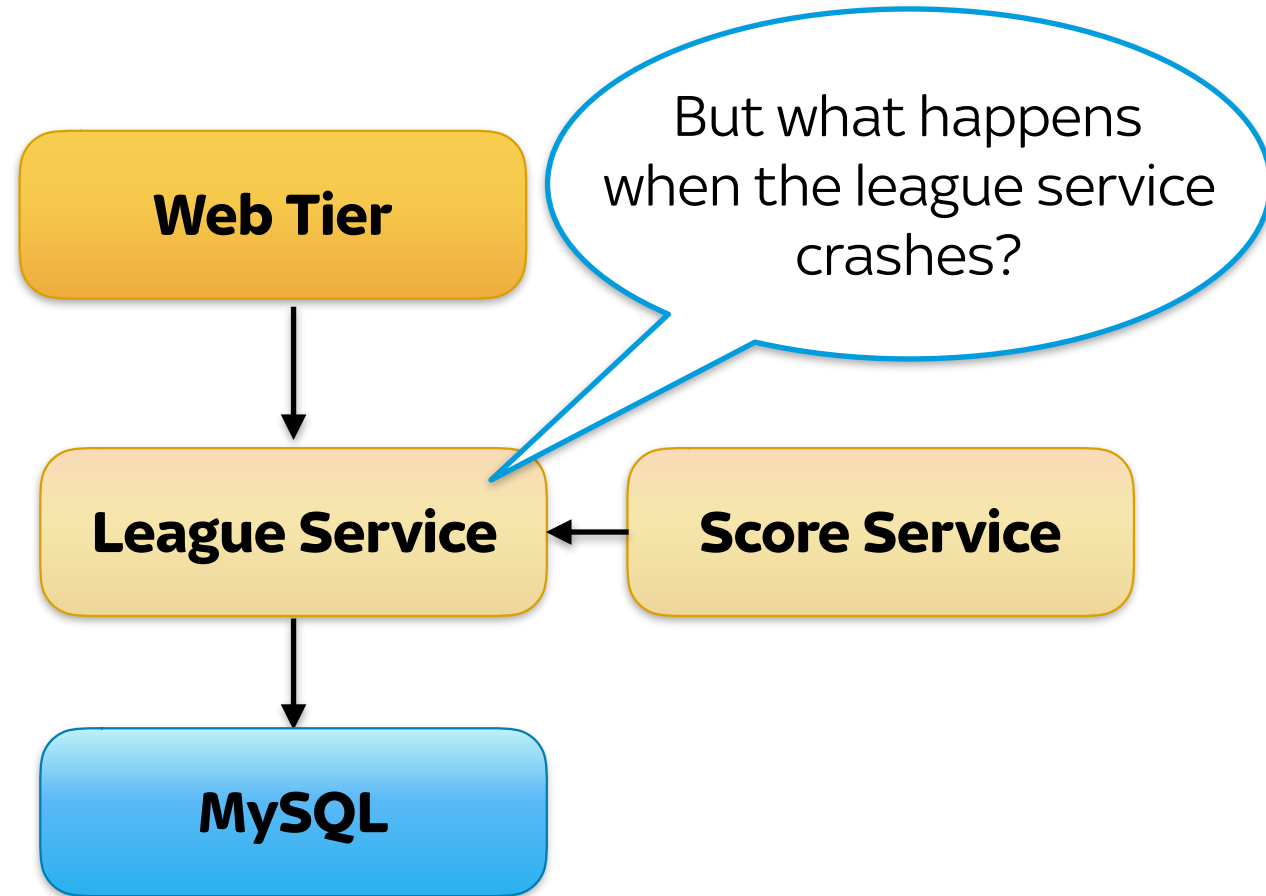 But what happens
when the league service
crashes?
Web Tier
League Service
Score Service
MySQL